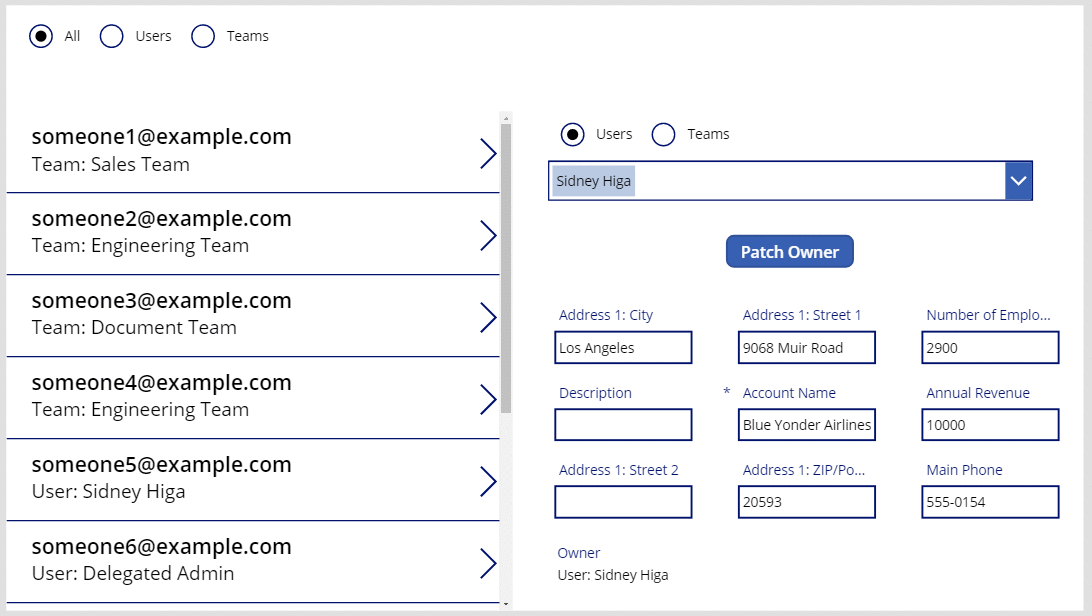 All Users Teams
someone1@example.com
Team: Sales Team
someone2@example.com
Team: Engineering Team
someone3@example.com
Team: Document Team
someone4@example.com
Team: Engineering Team
someone5@example.com
User: Sidney Higa
someone6@example.com
User: Delegated Admin
Users Teams
Sidney Higa
Patch Owner
Address 1: City Address 1: Street 1 Number of Emplo...
Los Angeles 9068 Muir Road 2900
Description * Account Name Annual Revenue
Blue Yonder Airlines 10000
Address 1: Street 2 Address 1: ZIP/Po... Main Phone
20593 555-0154
Owner
User: Sidney Higa